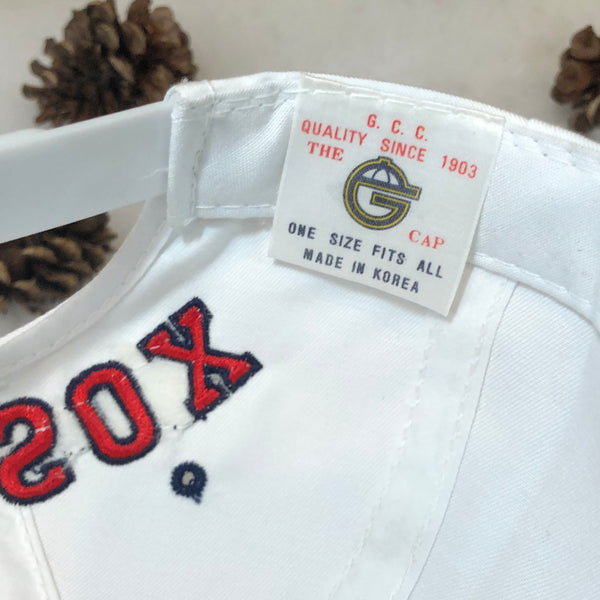 G. C. C.
QUALITY SINCE 1903
THE
G
CAP
ONE SIZE FITS ALL
MADE IN KOREA
SOX